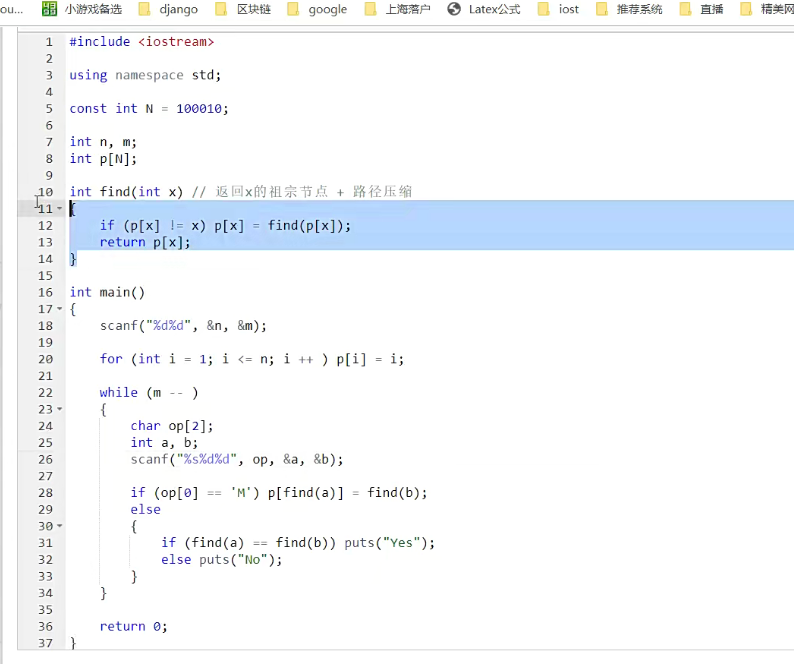 ou... 小游戏备选 django 区块链 google 上海落户 Latex公式 iost 推荐系统 直播 精美网
1 #include <iostream>
2
3 using namespace std;
4
5 const int N = 100010;
6
7 int n, m;
8 int p[N];
9
10 int find(int x) // 返回x的祖宗节点 + 路径压缩
11 {
12 if (p[x] != x) p[x] = find(p[x]);
13 return p[x];
14 }
15
16 int main()
17 {
18 scanf("%d%d", &n, &m);
19
20 for (int i = 1; i <= n; i ++ ) p[i] = i;
21
22 while (m -- )
23 {
24 char op[2];
25 int a, b;
26 scanf("%s%d%d", op, &a, &b);
27
28 if (op[0] == 'M') p[find(a)] = find(b);
29 else
30 {
31 if (find(a) == find(b)) puts("Yes");
32 else puts("No");
33 }
34 }
35
36 return 0;
37 }